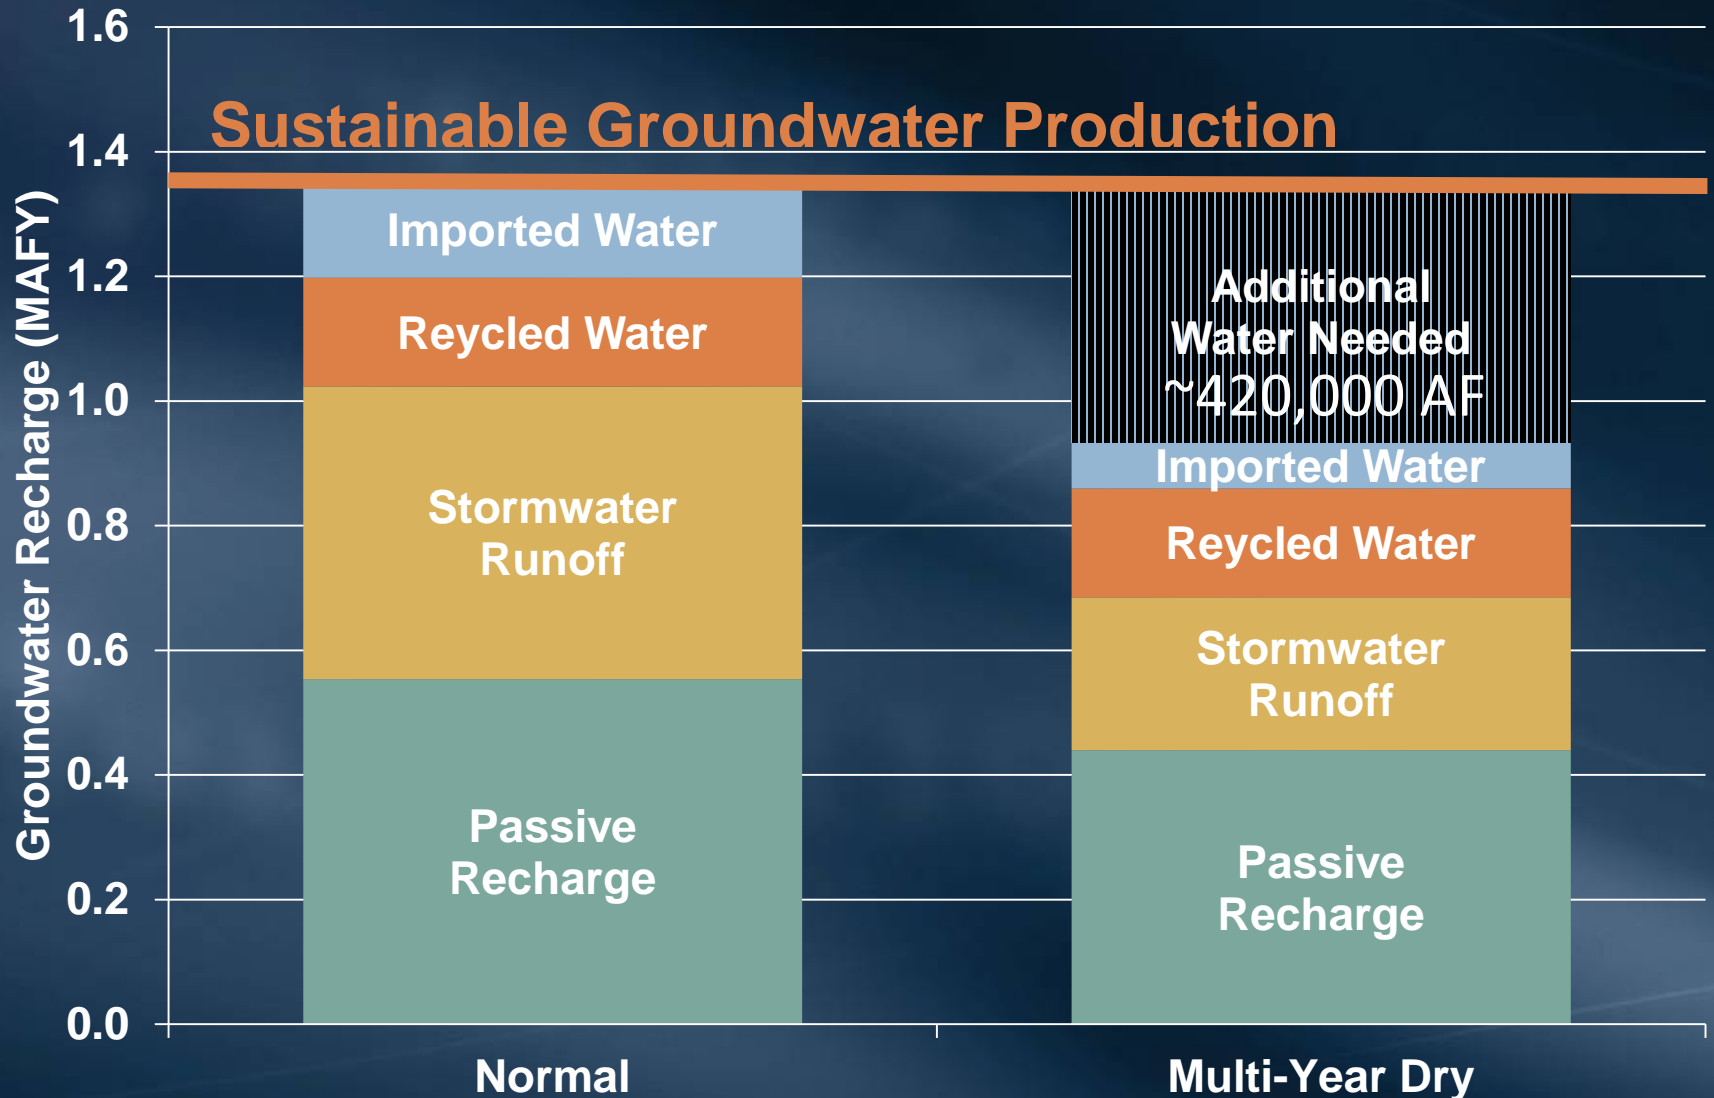 Sustainable Groundwater Production
Groundwater Recharge (MAFY)
1.6
1.4
1.2
1.0
0.8
0.6
0.4
0.2
0.0
Imported Water
Reycled Water
Stormwater
Runoff
Passive
Recharge
Additional
Water Needed
~420,000 AF
Imported Water
Reycled Water
Stormwater
Runoff
Passive
Recharge
Normal
Multi-Year Dry